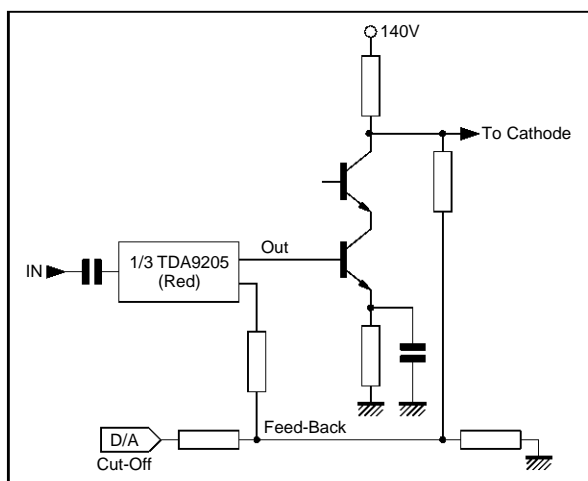 140V
To Cathode
Out
IN
1/3 TDA9205
(Red)
Feed-Back
D/A
Cut-Off